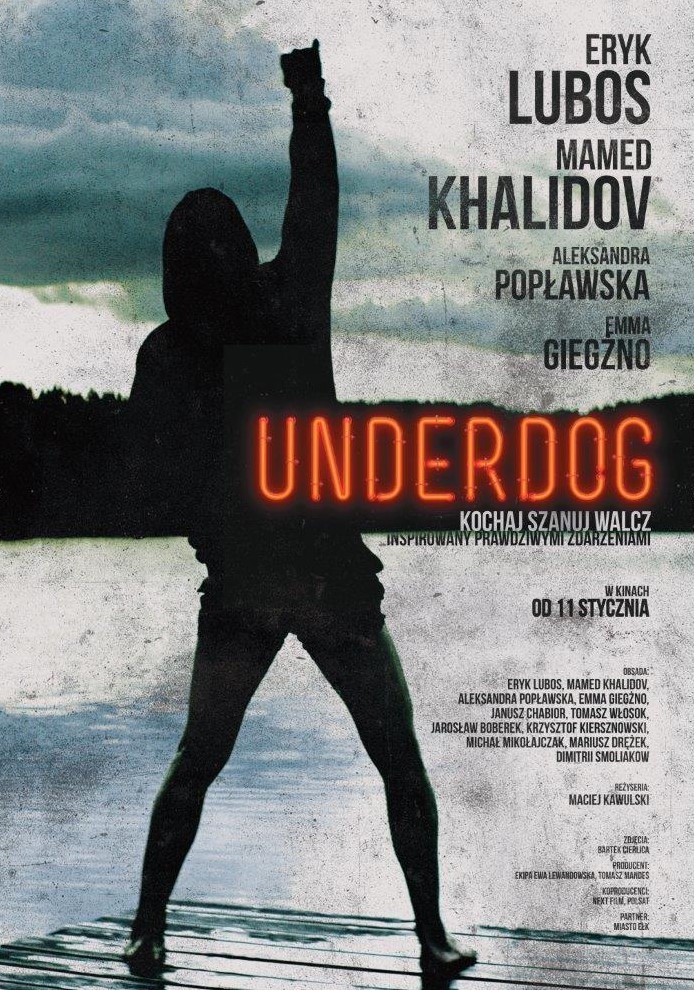 ERYK
LUBOS
MAMED
KHALIDOV
ALEKSANDRA
POPŁAWSKA
EMMA
GIEGŻNO
UNDERDOG
KOCHAJ SZANUJ WALCZ
INSPIROWANY PRAWDZIWYMI ZDARZENIAMI
W KINACH
OD 11 STYCZNIA
OBSADA:
ERYK LUBOS, MAMED KHALIDOV,
ALEKSANDRA POPŁAWSKA, EMMA GIEGŻNO,
JANUSZ CHABIOR, TOMASZ WŁOSOK,
JAROSŁAW BOBEREK, KRZYSZTOF KIERSZNOWSKI,
MICHAŁ MIKOŁAJCZAK, MARIUSZ DRĘŻEK,
DIMITRII SMOLIAKOW
REŻYSERIA:
MACIEJ KAWULSKI
ZDJĘCIA:
BARTEK CIERLICA
PRODUCENT:
EKIPA EWA LEWANDOWSKA, TOMASZ MANDES
KOPRODUCENCI:
NEXT FILM, POLSAT
PARTNER:
MIASTO EŁK